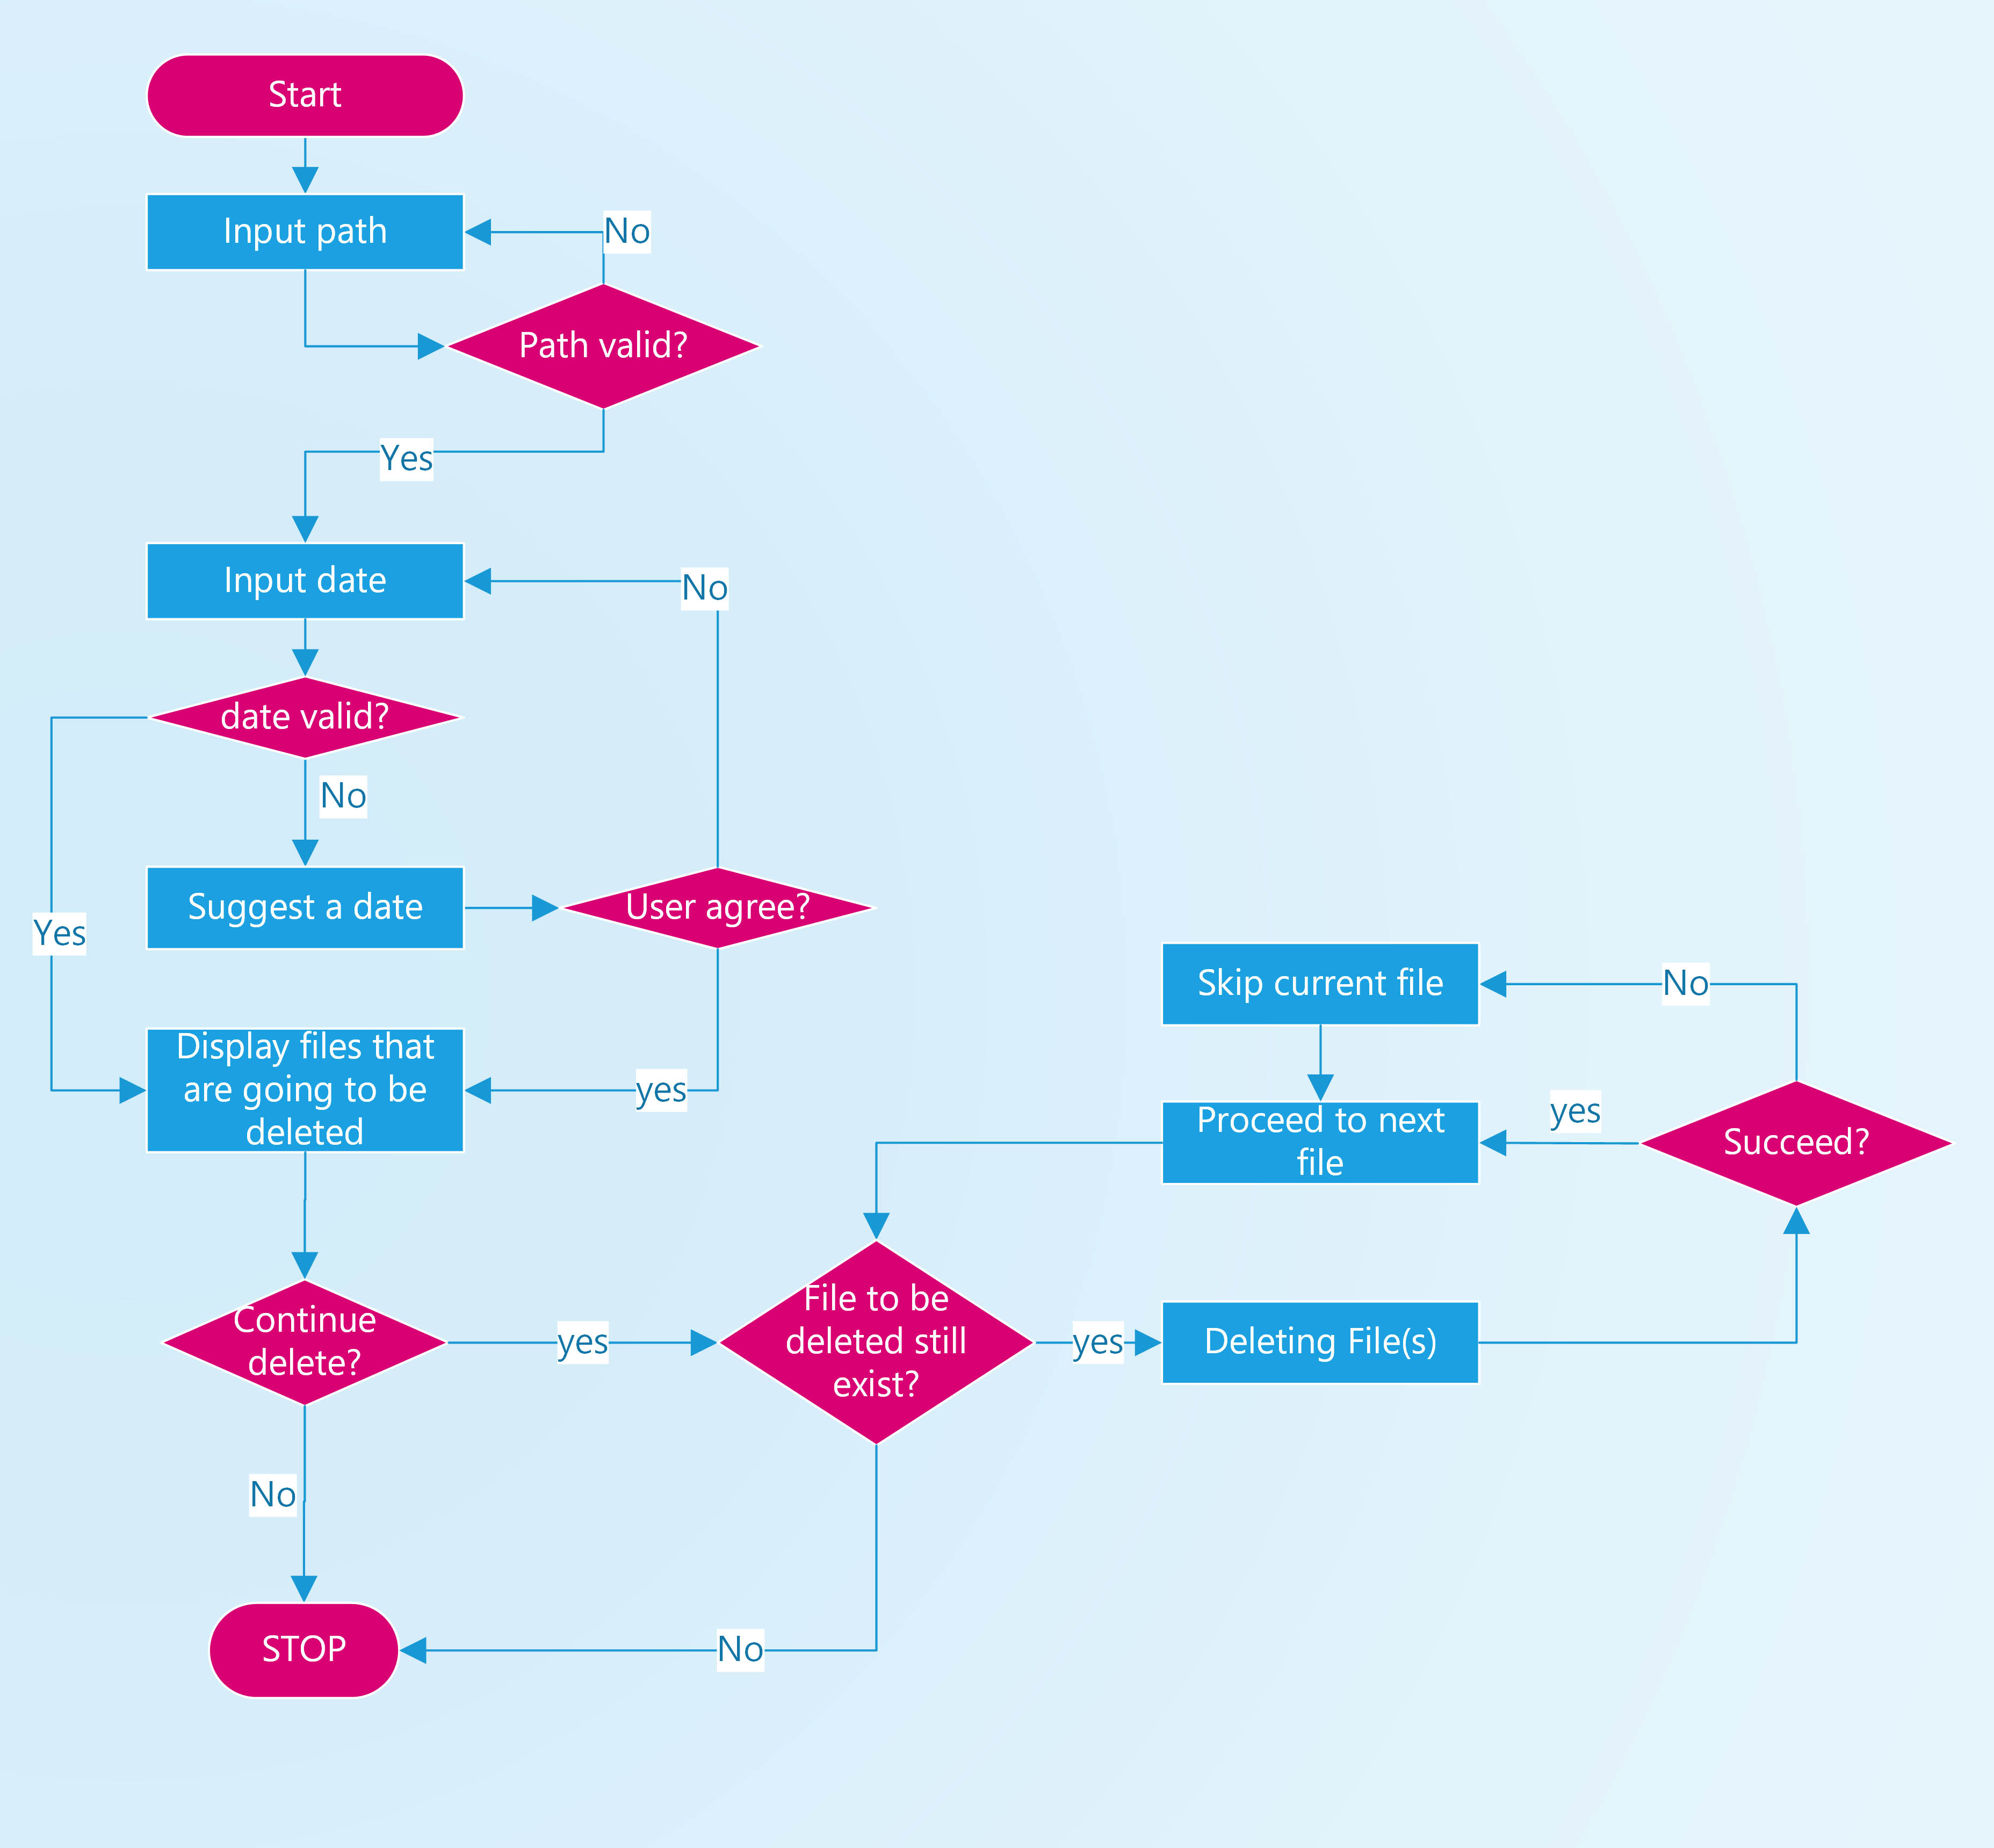 Start
Input path
No
Path valid?
Yes
Input date
No
date valid?
No
Suggest a date
User agree?
Yes
Display files that
are going to be
deleted
yes
Skip current file
No
Proceed to next
file
yes
Succeed?
Continue
delete?
yes
File to be
deleted still
exist?
yes
Deleting File(s)
No
STOP
No